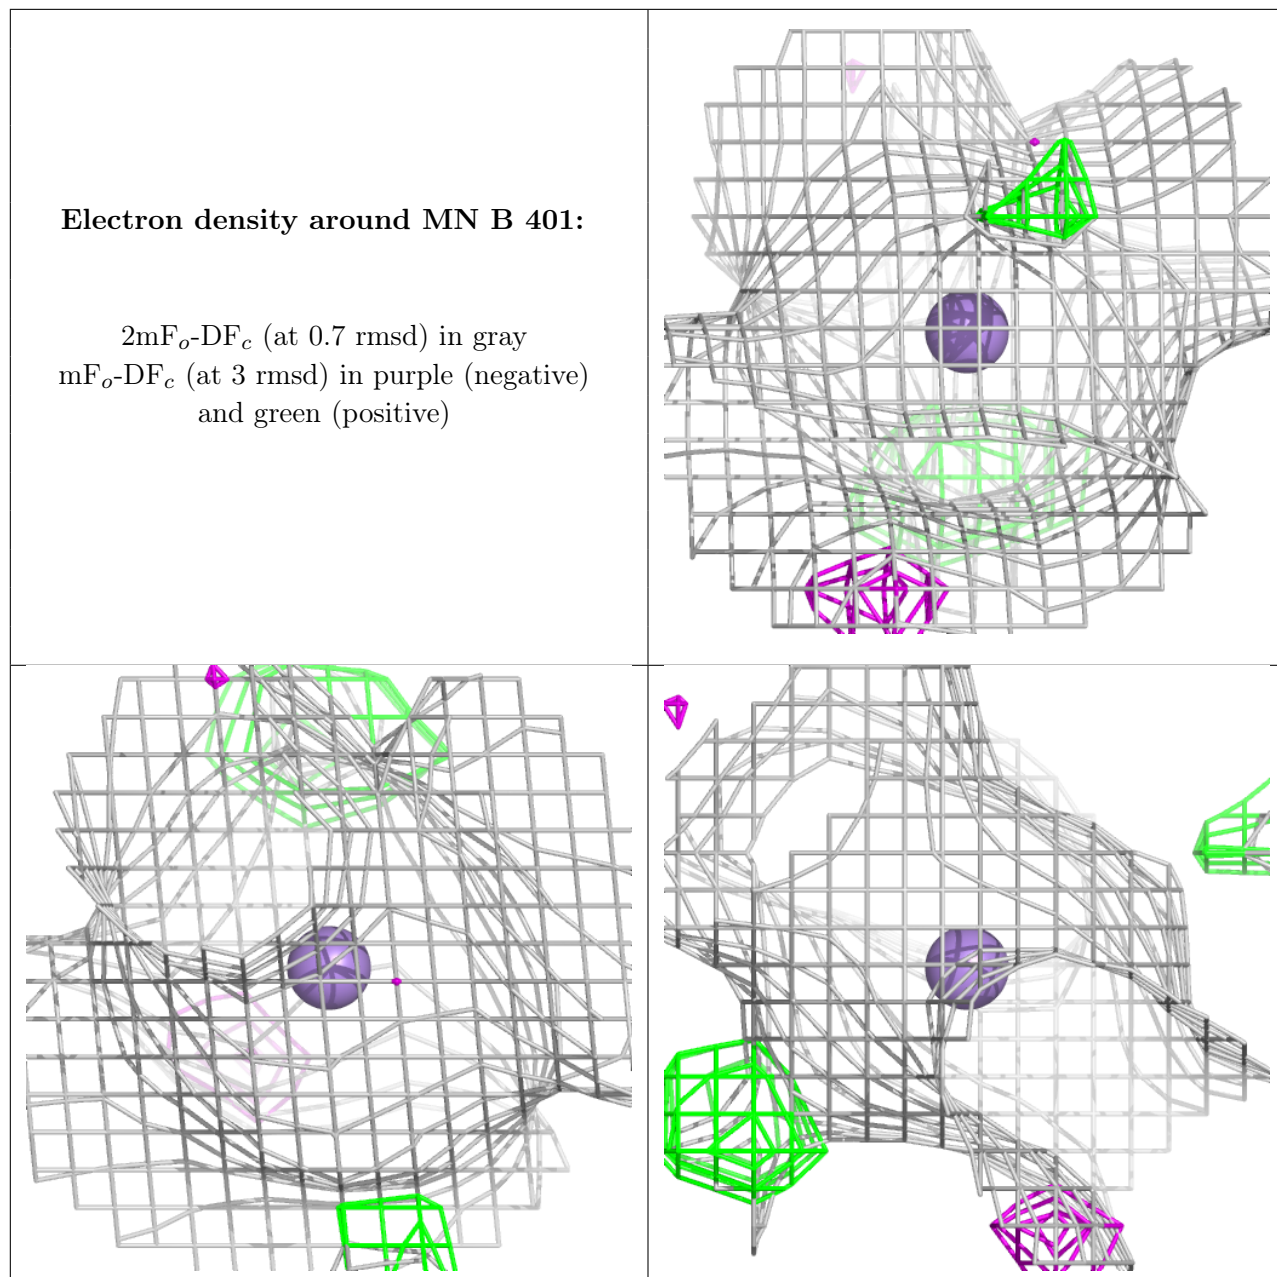 Electron density around MN B 401:
2mFo-DFc (at 0.7 rmsd) in gray
mFo-DFc (at 3 rmsd) in purple (negative)
and green (positive)